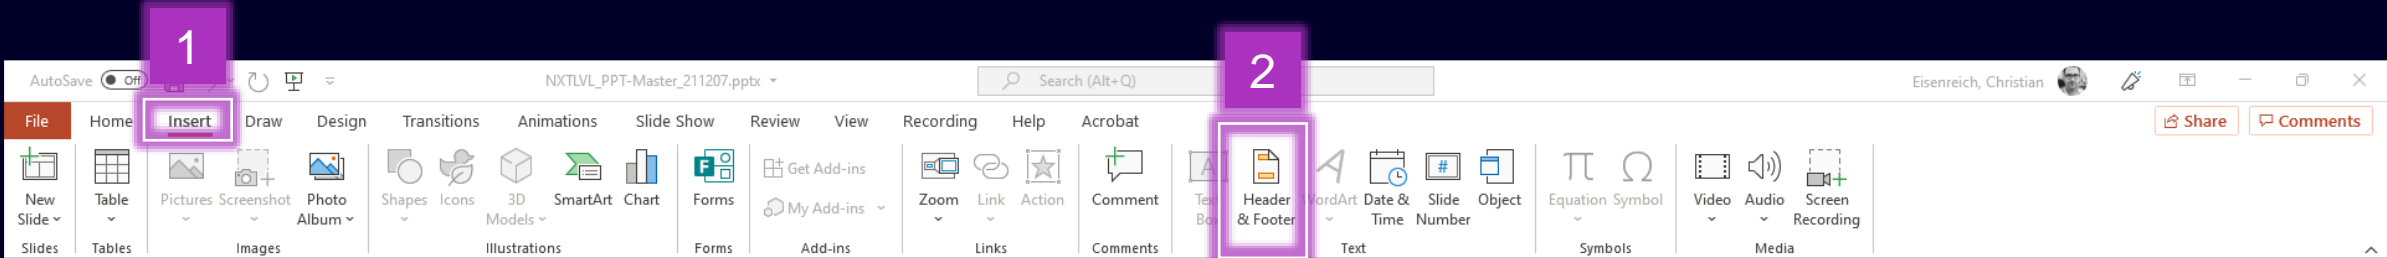 1
2
AutoSave Off
NXTLVL_PPT-Master_211207.pptx
Search (Alt+Q)
Eisenreich, Christian
File Home Insert Draw Design Transitions Animations Slide Show Review View Recording Help Acrobat Share Comments
New Slide
Table
Pictures
Screenshot
Photo Album
Shapes
Icons
3D Models
SmartArt
Chart
Forms
Get Add-ins
My Add-ins
Zoom
Link
Action
Comment
Header & Footer
Date & Time
Slide Number
Object
Equation
Symbol
Video
Audio
Screen Recording
Slides Tables Images Illustrations Forms Add-ins Links Comments Text Symbols Media